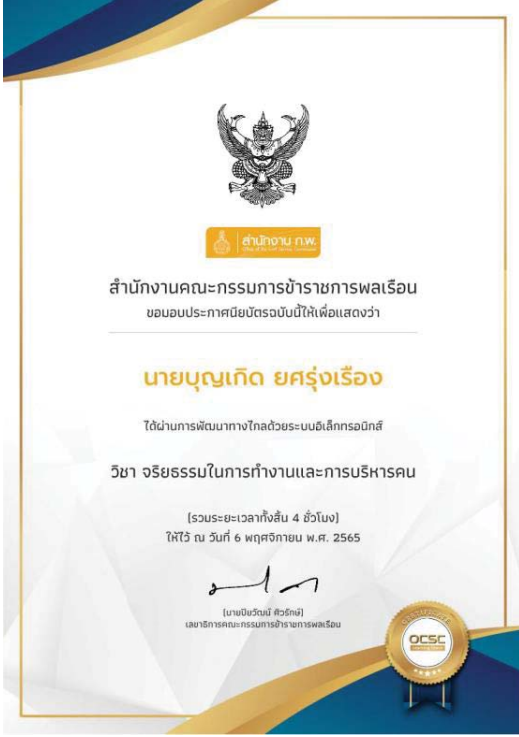 สำนักงาน ก.พ.
Office of the Civil Service Commission
สำนักงานคณะกรรมการข้าราชการพลเรือน
ขอมอบประกาศนียบัตรฉบับนี้ให้เพื่อแสดงว่า
นายบุญเกิด ยศรุ่งเรือง
ได้ผ่านการพัฒนาทางไกลด้วยระบบอิเล็กทรอนิกส์
วิชา จริยธรรมในการทำงานและการบริหารคน
(รวมระยะเวลาทั้งสิ้น 4 ชั่วโมง)
ให้ไว้ ณ วันที่ 6 พฤศจิกายน พ.ศ. 2565
(นายปิยวัฒน์ ศิวรักษ์)
เลขาธิการคณะกรรมการข้าราชการพลเรือน
CERTIFICATE
OCSC